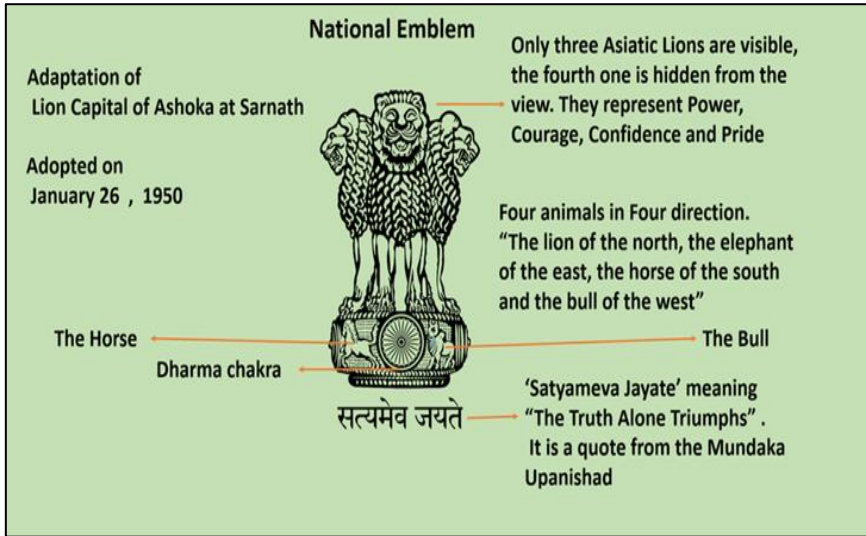 National Emblem
Adaptation of
Lion Capital of Ashoka at Sarnath
Adopted on
January 26 , 1950
Only three Asiatic Lions are visible,
the fourth one is hidden from the
view. They represent Power,
Courage, Confidence and Pride
Four animals in Four direction.
“The lion of the north, the elephant
of the east, the horse of the south
and the bull of the west”
The Horse
Dharma chakra
The Bull
सत्यमेव जयते
‘Satyameva Jayate’ meaning
“The Truth Alone Triumphs” .
It is a quote from the Mundaka
Upanishad